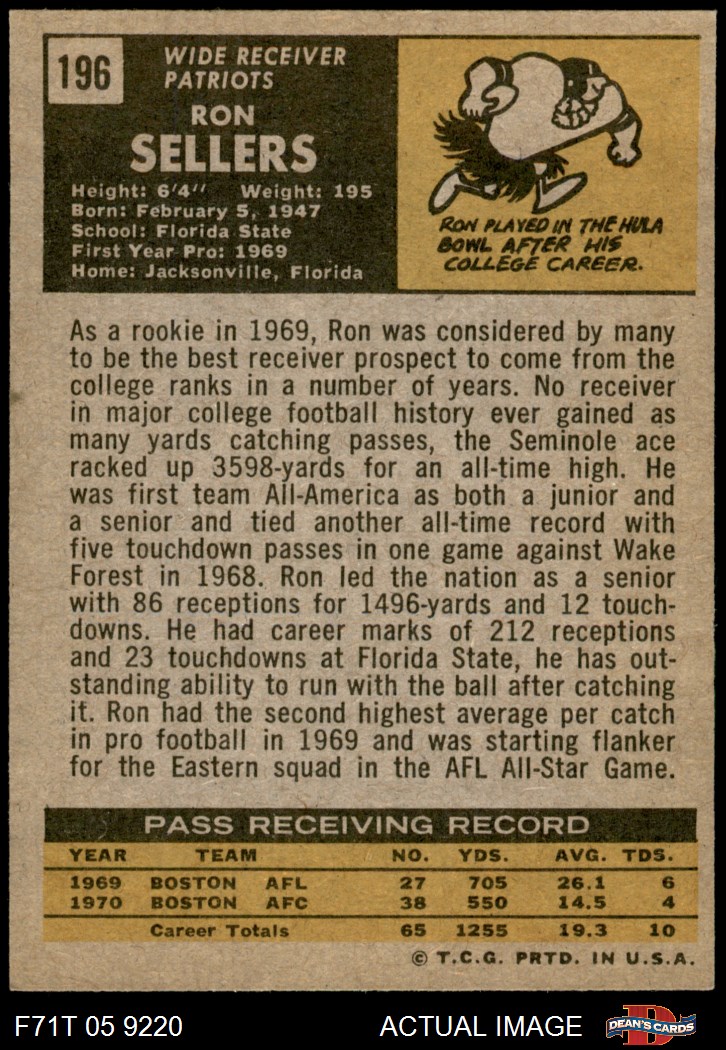 196
WIDE RECEIVER
PATRIOTS
RON
SELLERS
Height: 6'4'' Weight: 195
Born: February 5, 1947
School: Florida State
First Year Pro: 1969
Home: Jacksonville, Florida
RON PLAYED IN THE HULA
BOWL AFTER HIS
COLLEGE CAREER.
As a rookie in 1969, Ron was considered by many
to be the best receiver prospect to come from the
college ranks in a number of years. No receiver
in major college football history ever gained as
many yards catching passes, the Seminole ace
racked up 3598-yards for an all-time high. He
was first team All-America as both a junior and
a senior and tied another all-time record with
five touchdown passes in one game against Wake
Forest in 1968. Ron led the nation as a senior
with 86 receptions for 1496-yards and 12 touch-
downs. He had career marks of 212 receptions
and 23 touchdowns at Florida State, he has out-
standing ability to run with the ball after catching
it. Ron had the second highest average per catch
in pro football in 1969 and was starting flanker
for the Eastern squad in the AFL All-Star Game.
PASS RECEIVING RECORD
YEAR TEAM NO. YDS. AVG. TDS.
1969 BOSTON AFL 27 705 26.1 6
1970 BOSTON AFC 38 550 14.5 4
Career Totals 65 1255 19.3 10
© T.C.G. PRTD. IN U.S.A.
F71T 05 9220 ACTUAL IMAGE D DEAN'S CARDS